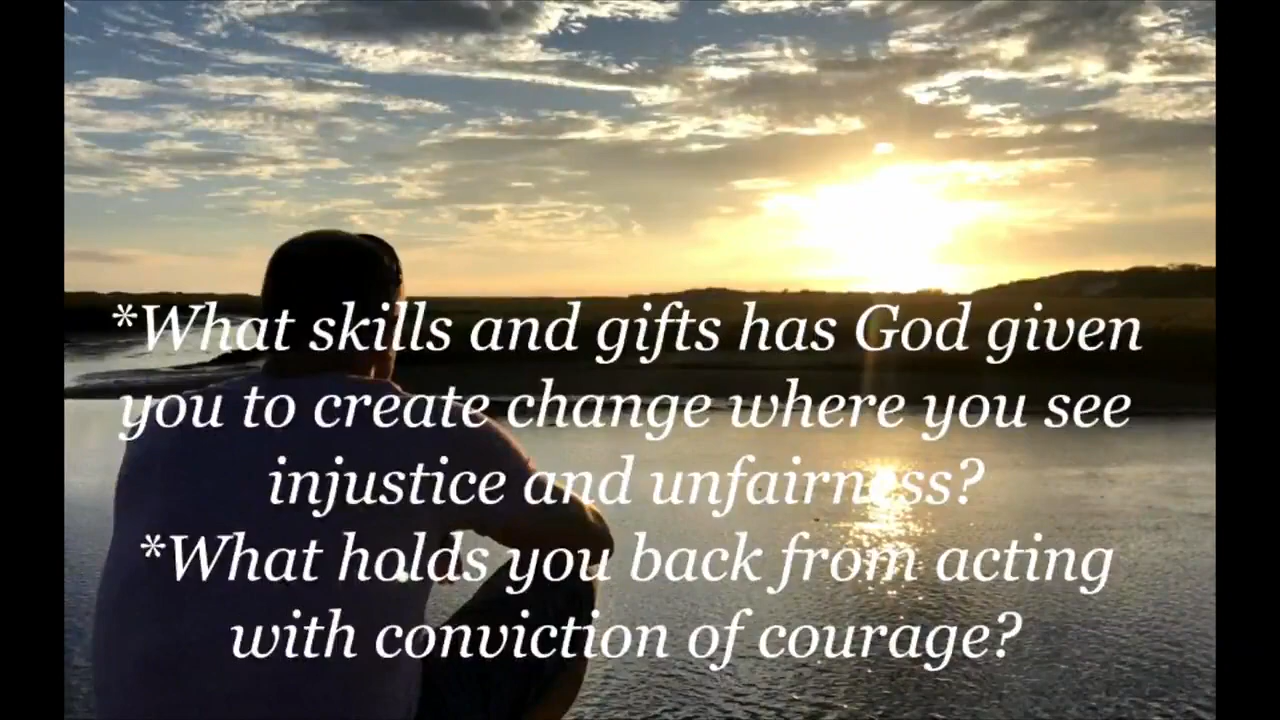 *What skills and gifts has God given
you to create change where you see
injustice and unfairness?
*What holds you back from acting
with conviction of courage?